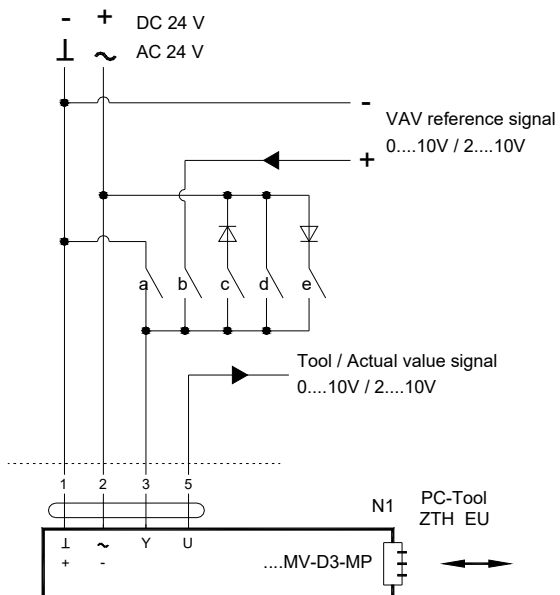 - + DC 24 V
⊥ ~ AC 24 V
-
VAV reference signal
0....10V / 2....10V
+
a b c d e
Tool / Actual value signal
0....10V / 2....10V
1 2 3 5
N1
PC-Tool
ZTH EU
⊥ ~ Y U
+ -
....MV-D3-MP